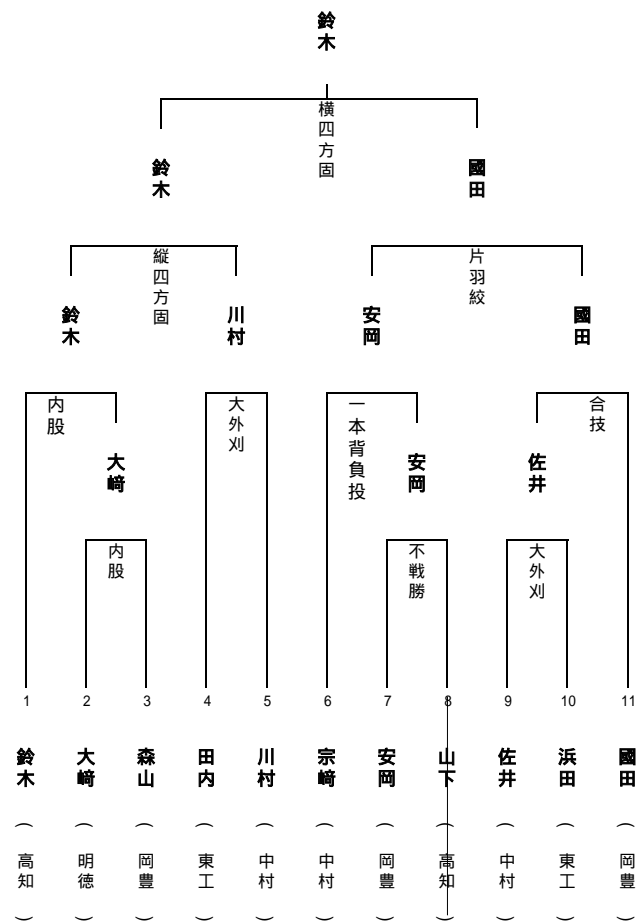 鈴木
横四方固
鈴木
國田
縦四方固
片羽絞
鈴木
川村
安岡
國田
内股
大外刈
一本背負投
合技
大﨑
安岡
佐井
内股
不戦勝
大外刈
1 2 3 4 5 6 7 8 9 10 11
鈴木 大﨑 森山 田内 川村 宗﨑 安岡 山下 佐井 浜田 國田
(高知) (明徳) (岡豊) (東工) (中村) (中村) (岡豊) (高知) (中村) (東工) (岡豊)